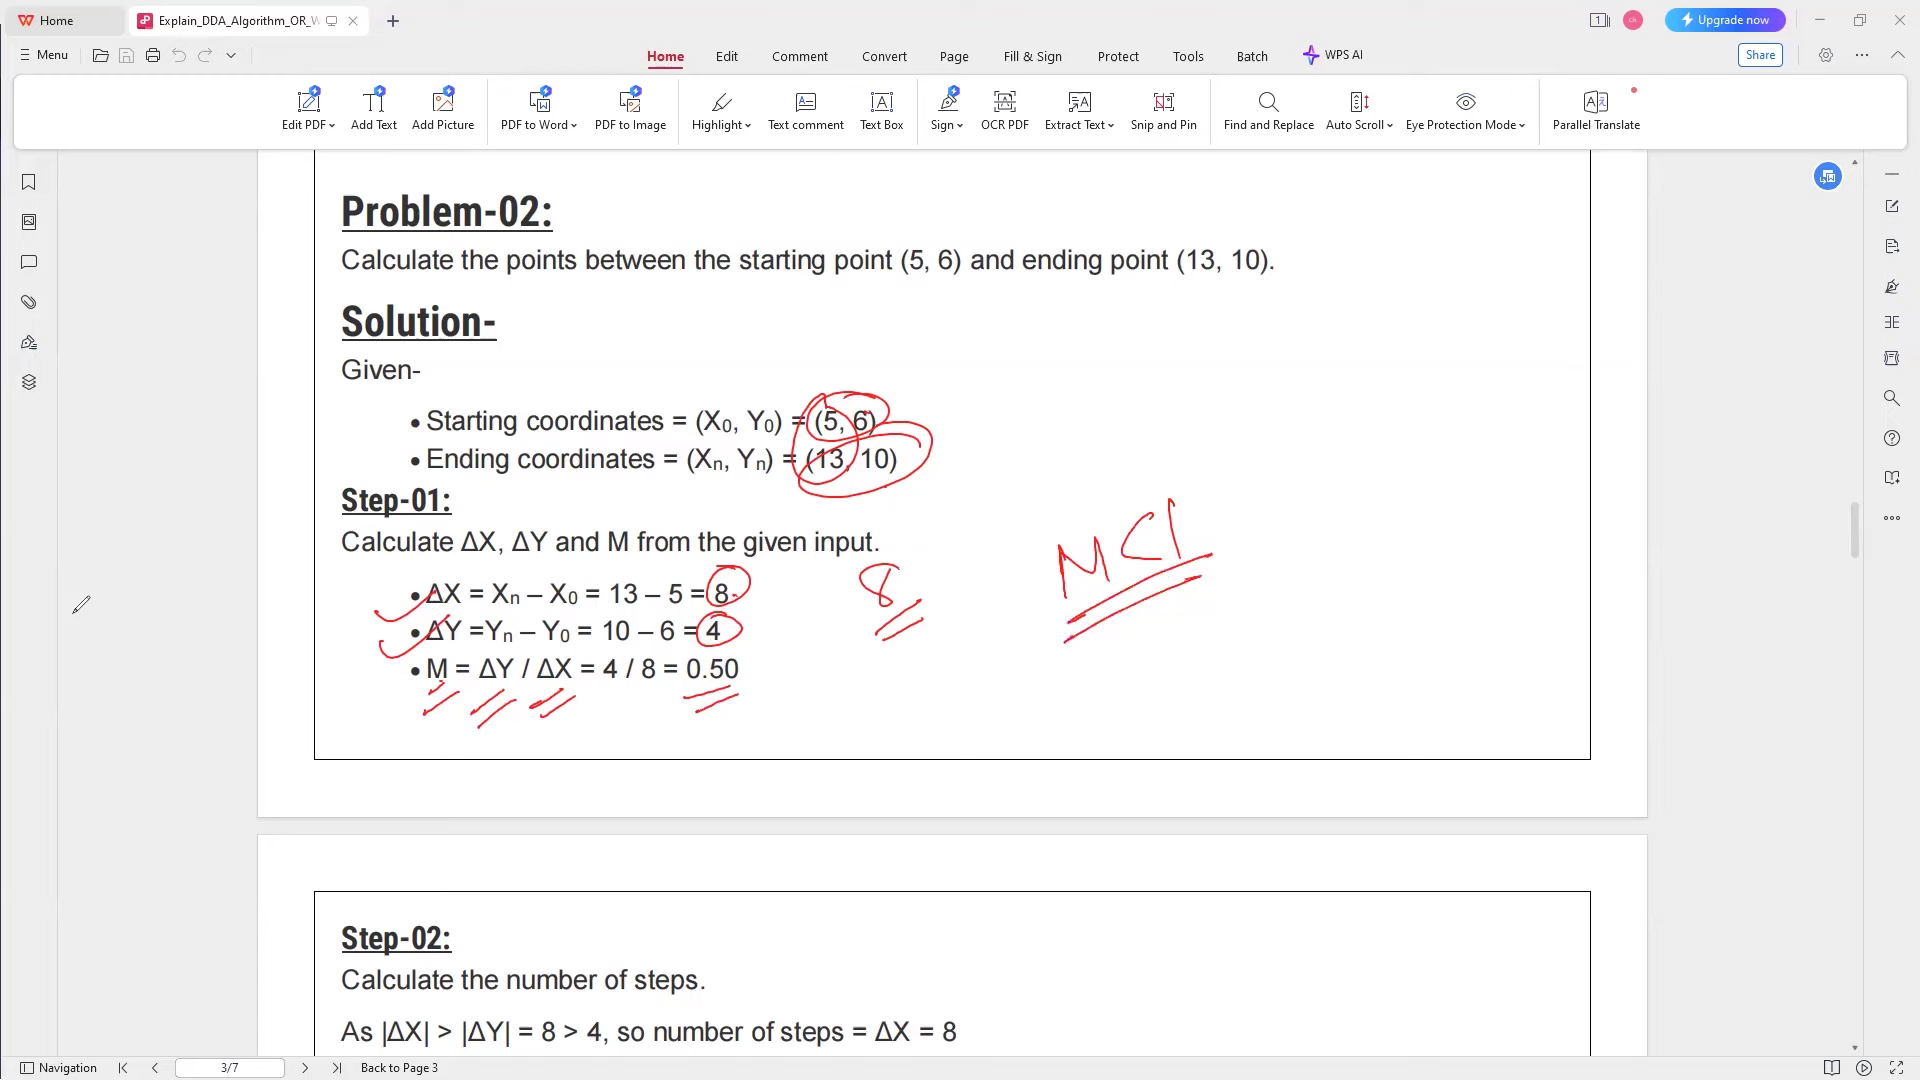 Home
Explain_DDA_Algorithm_OR_W
Upgrade now
Menu
Home Edit Comment Convert Page Fill & Sign Protect Tools Batch WPS AI
Share
Edit PDF Add Text Add Picture PDF to Word PDF to Image Highlight Text comment Text Box Sign OCR PDF Extract Text Snip and Pin Find and Replace Auto Scroll Eye Protection Mode Parallel Translate
Problem-02:
Calculate the points between the starting point (5, 6) and ending point (13, 10).
Solution-
Given-
• Starting coordinates = (X0, Y0) = (5, 6)
• Ending coordinates = (Xn, Yn) = (13, 10)
Step-01:
Calculate ΔX, ΔY and M from the given input.
• ΔX = Xn – X0 = 13 – 5 = 8
• ΔY =Yn – Y0 = 10 – 6 = 4
• M = ΔY / ΔX = 4 / 8 = 0.50
8
Step-02:
Calculate the number of steps.
As |ΔX| > |ΔY| = 8 > 4, so number of steps = ΔX = 8
Navigation
3/7
Back to Page 3